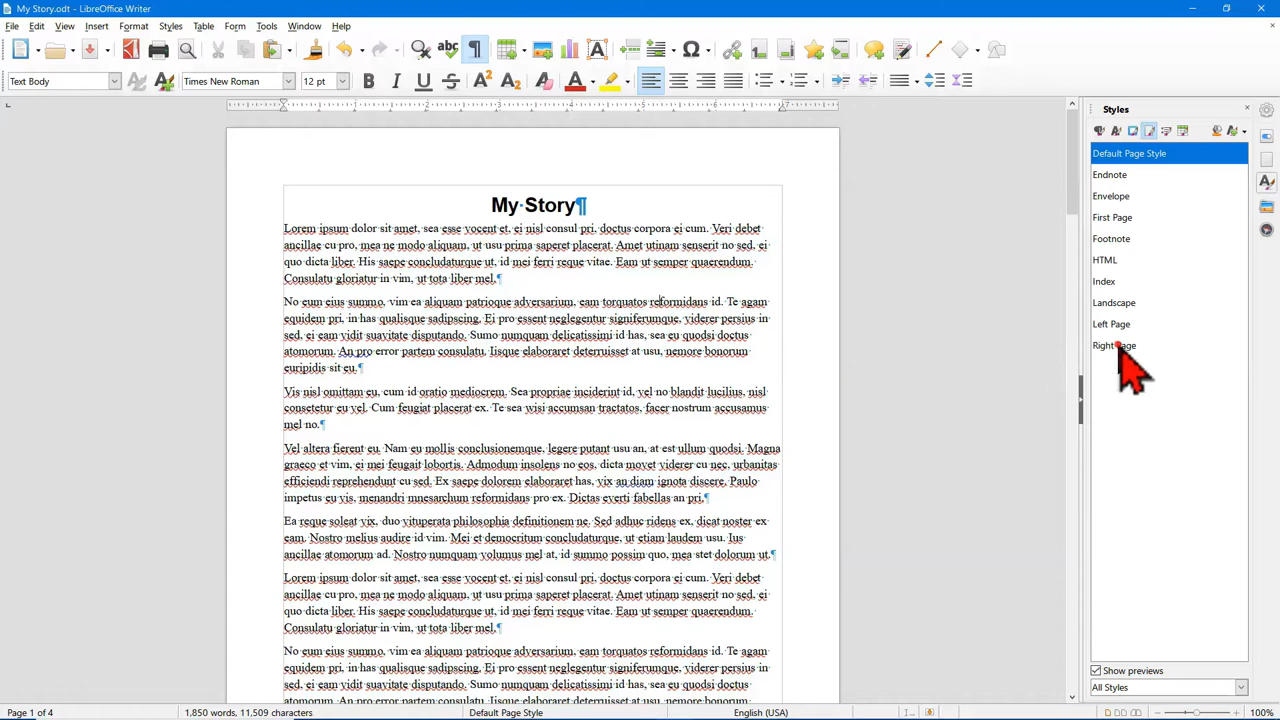 My Story.odt - LibreOffice Writer
File Edit View Insert Format Styles Table Form Tools Window Help
Text Body Times New Roman 12 pt
Styles
Default Page Style
Endnote
Envelope
First Page
Footnote
HTML
Index
Landscape
Left Page
Right Page
My·Story¶
Lorem ipsum dolor sit amet, sea esse vocent et, ei nisl consul pri, doctus corpora ei cum. Veri debet
ancillae cu pro, mea ne modo aliquam, ut usu prima saperet placerat. Amet utinam senserit no sed, ei
quo dicta liber. His saepe concludaturque ut, id mei ferri reque vitae. Eam ut semper quaerendum.
Consulatu gloriatur in vim, ut tota liber mel.¶
No eum eius summo, vim ea aliquam patrioque adversarium, eam torquatos reformidans id. Te agam
equidem pri, in has qualisque sadipscing. Ei pro essent neglegentur signiferumque, viderer persius in
sed, ei eam quodsi doctus suavitate disputando. Sumo numquam delicatissimi id has, sea eu quodsi doctus
atomorum. An pro error partem consulatu. Iisque elaboraret deterruisset at usu, nemore bonorum
euripidis sit eu.¶
Vis nisl omittam eu, cum id oratio mediocrem. Sea propriae inciderint id, vel no blandit lucilius, nisl
consetetur eu vel. Cum feugiat placerat ex. Te sea wisi accumsan tractatos, facer nostrum accusamus
mel no.¶
Vel altera fierent eu. Nam eu mollis conclusionemque, legere putant usu an, at est ullum quodsi. Magna
graeco et vim, ei mei feugait lobortis. Admodum insolens no eos, dicta movet viderer cu nec, urbanitas
efficiendi reprehendunt cu sed. Ex saepe dolorem elaboraret has, vix an diam ignota discere. Paulo
impetus eu vis, menandri mnesarchum reformidans pro ex. Dictas everti fabellas an pri.¶
Ea reque soleat vix, duo vituperata philosophia definitionem ne. Sed adhuc ridens ex, dicat noster ex
eam. Nostro melius audire id vim. Mei et democritum concludaturque, ut etiam laudem usu. Ius
ancillae atomorum ad. Nostro numquam volumus mel at, id summo possim quo, mea stet dolorum ut.¶
Lorem ipsum dolor sit amet, sea esse vocent et, ei nisl consul pri, doctus corpora ei cum. Veri debet
ancillae cu pro, mea ne modo aliquam, ut usu prima saperet placerat. Amet utinam senserit no sed, ei
quo dicta liber. His saepe concludaturque ut, id mei ferri reque vitae. Eam ut semper quaerendum.
Consulatu gloriatur in vim, ut tota liber mel.¶
No eum eius summo, vim ea aliquam patrioque adversarium, eam torquatos reformidans id. Te agam
equidem pri, in has qualisque sadipscing. Ei pro essent neglegentur signiferumque, viderer persius in
sed, ei eam suavitate disputando. Sumo numquam delicatissimi id has, sea eu quodsi doctus
Show previews
All Styles
Page 1 of 4 1,850 words, 11,509 characters Default Page Style English (USA) 100%